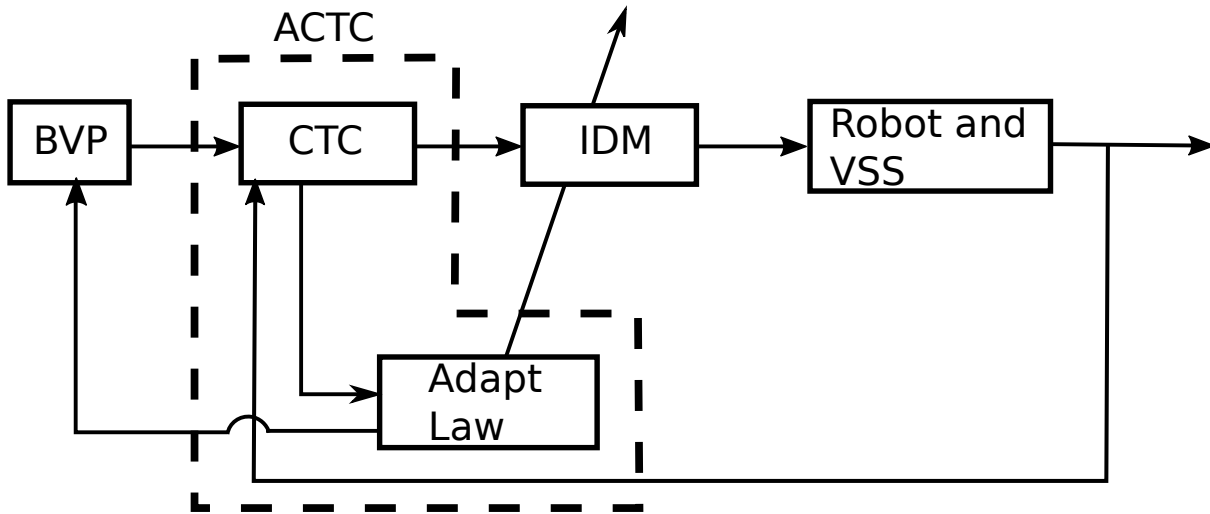 ACTC
BVP
CTC
IDM
Robot and
VSS
Adapt
Law